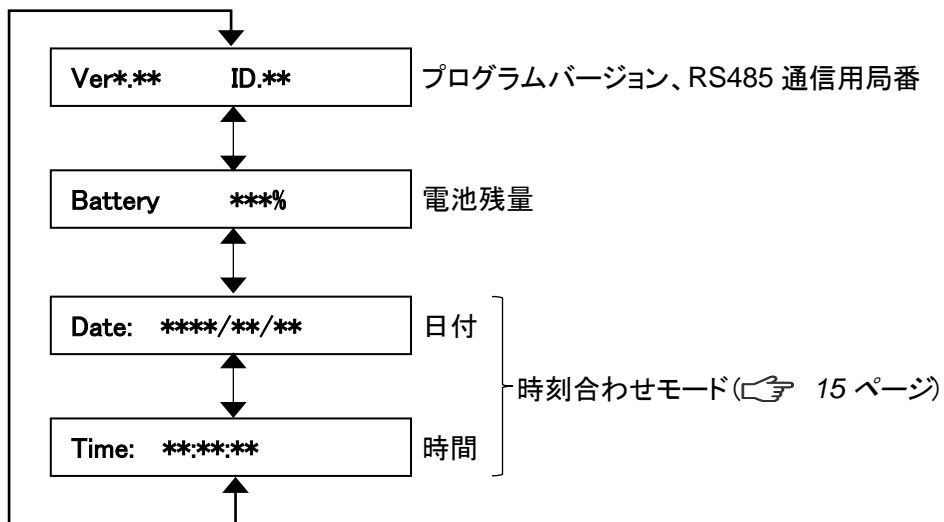 Ver*.** ID.** プログラムバージョン、RS485 通信用局番
Battery ***% 電池残量
Date: ****/**/** 日付
時刻合わせモード(☞ 15 ページ)
Time: **:**:** 時間